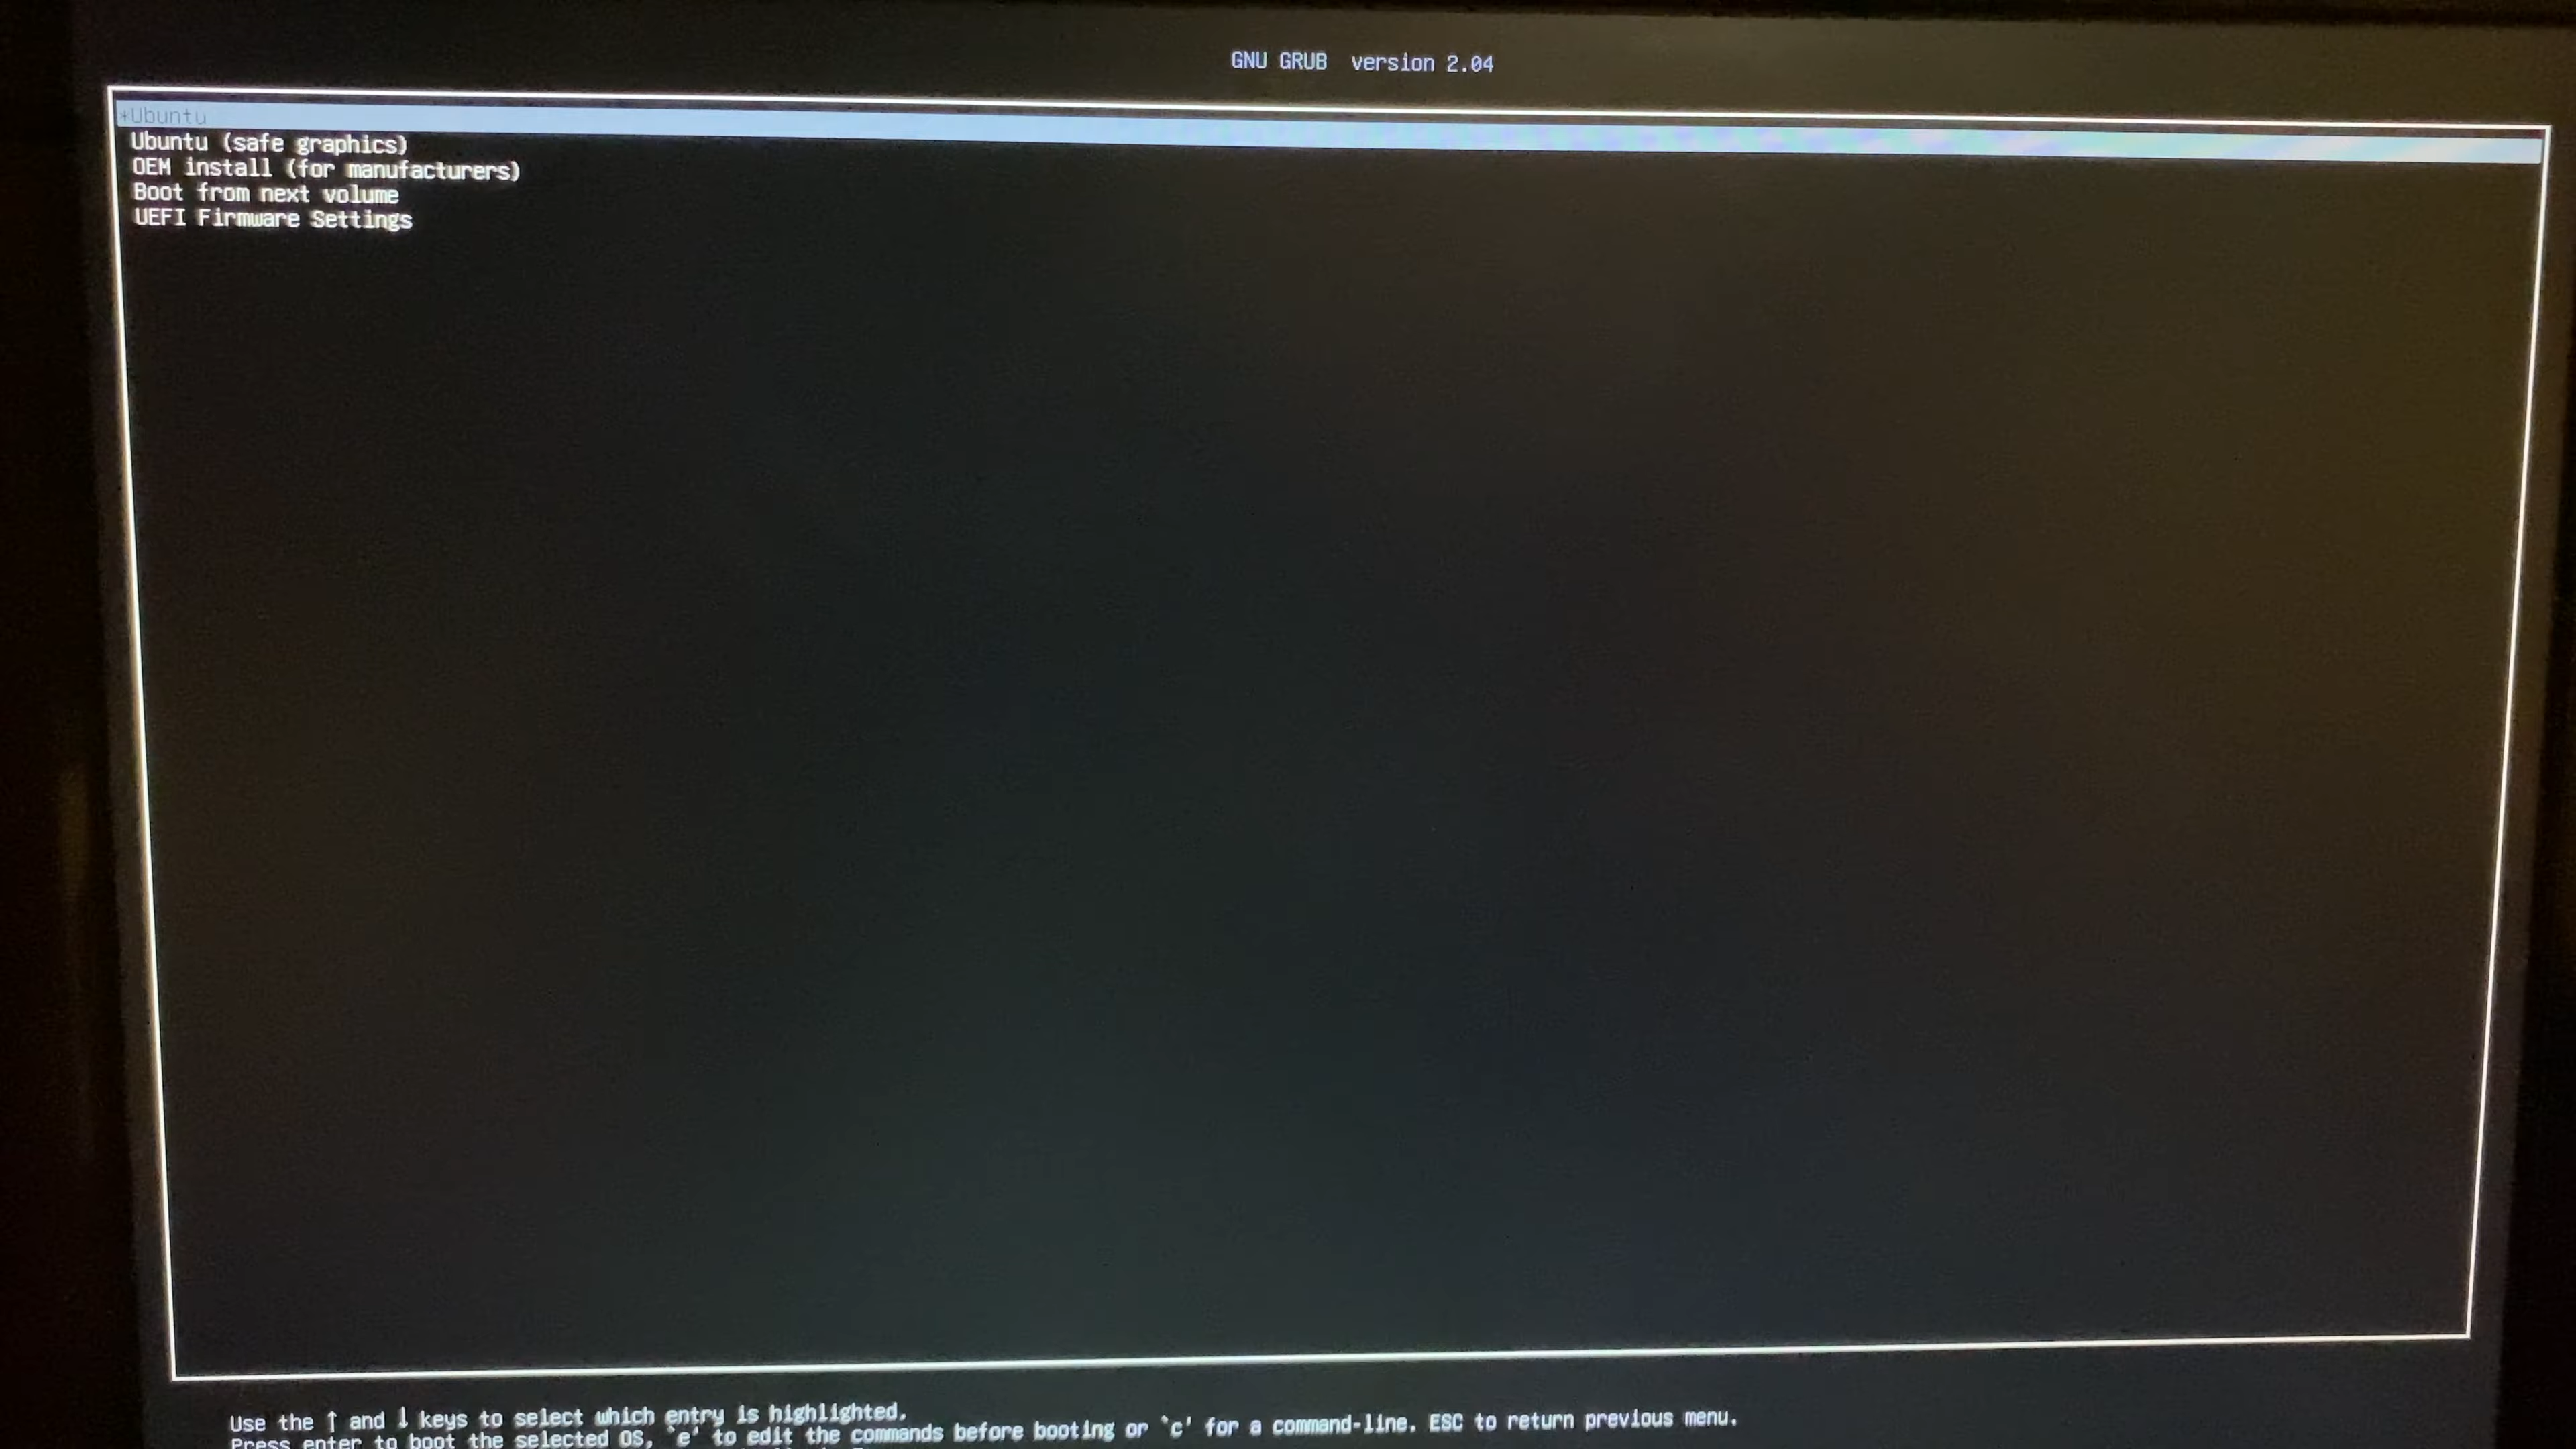 GNU GRUB  version 2.04
*Ubuntu
Ubuntu (safe graphics)
OEM install (for manufacturers)
Boot from next volume
UEFI Firmware Settings
Use the ↑ and ↓ keys to select which entry is highlighted.
Press enter to boot the selected OS, `e' to edit the commands before booting or `c' for a command-line. ESC to return previous menu.